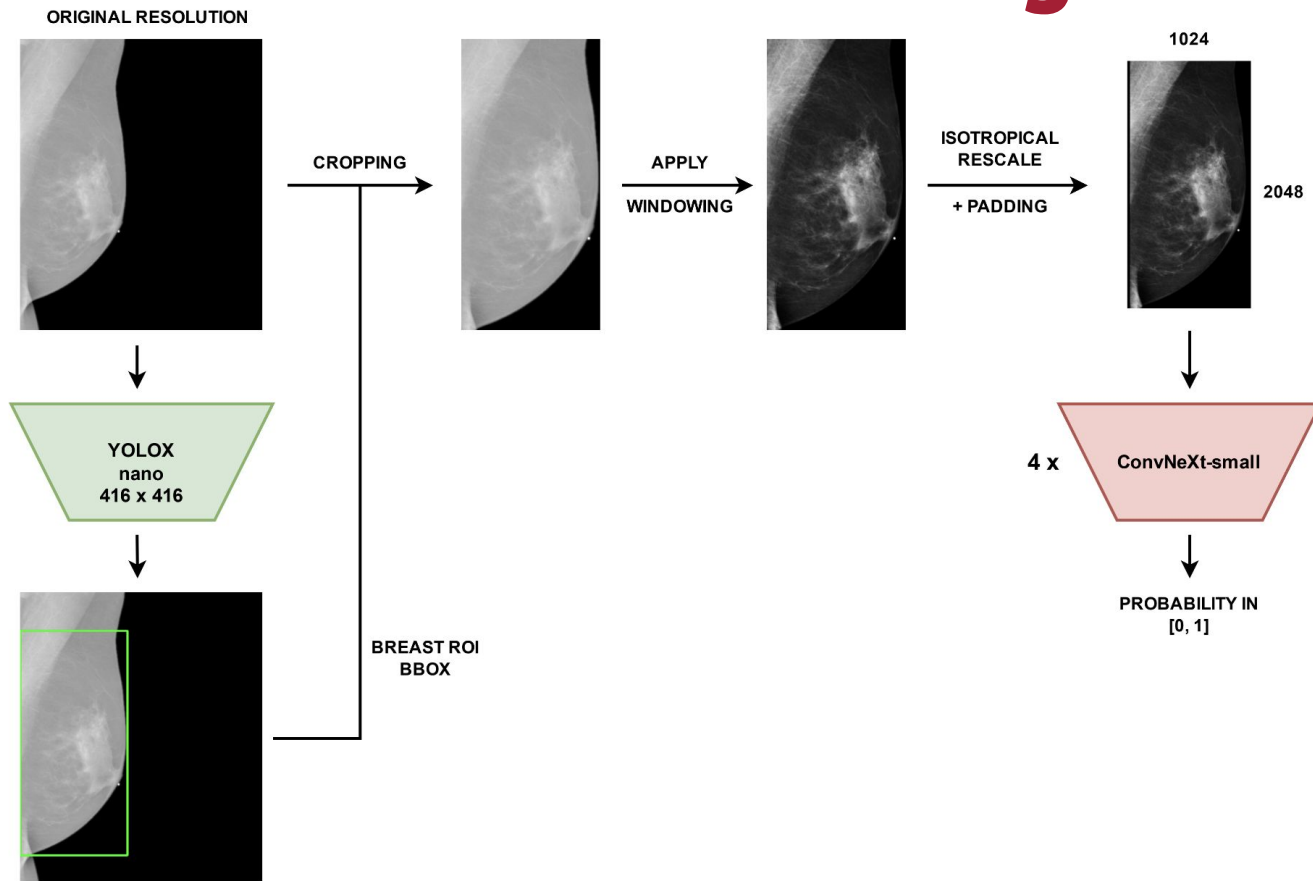 ORIGINAL RESOLUTION
CROPPING
APPLY
WINDOWING
ISOTROPICAL
RESCALE
+ PADDING
1024
2048
YOLOX
nano
416 x 416
BREAST ROI
BBOX
4 x
ConvNeXt-small
PROBABILITY IN
[0, 1]